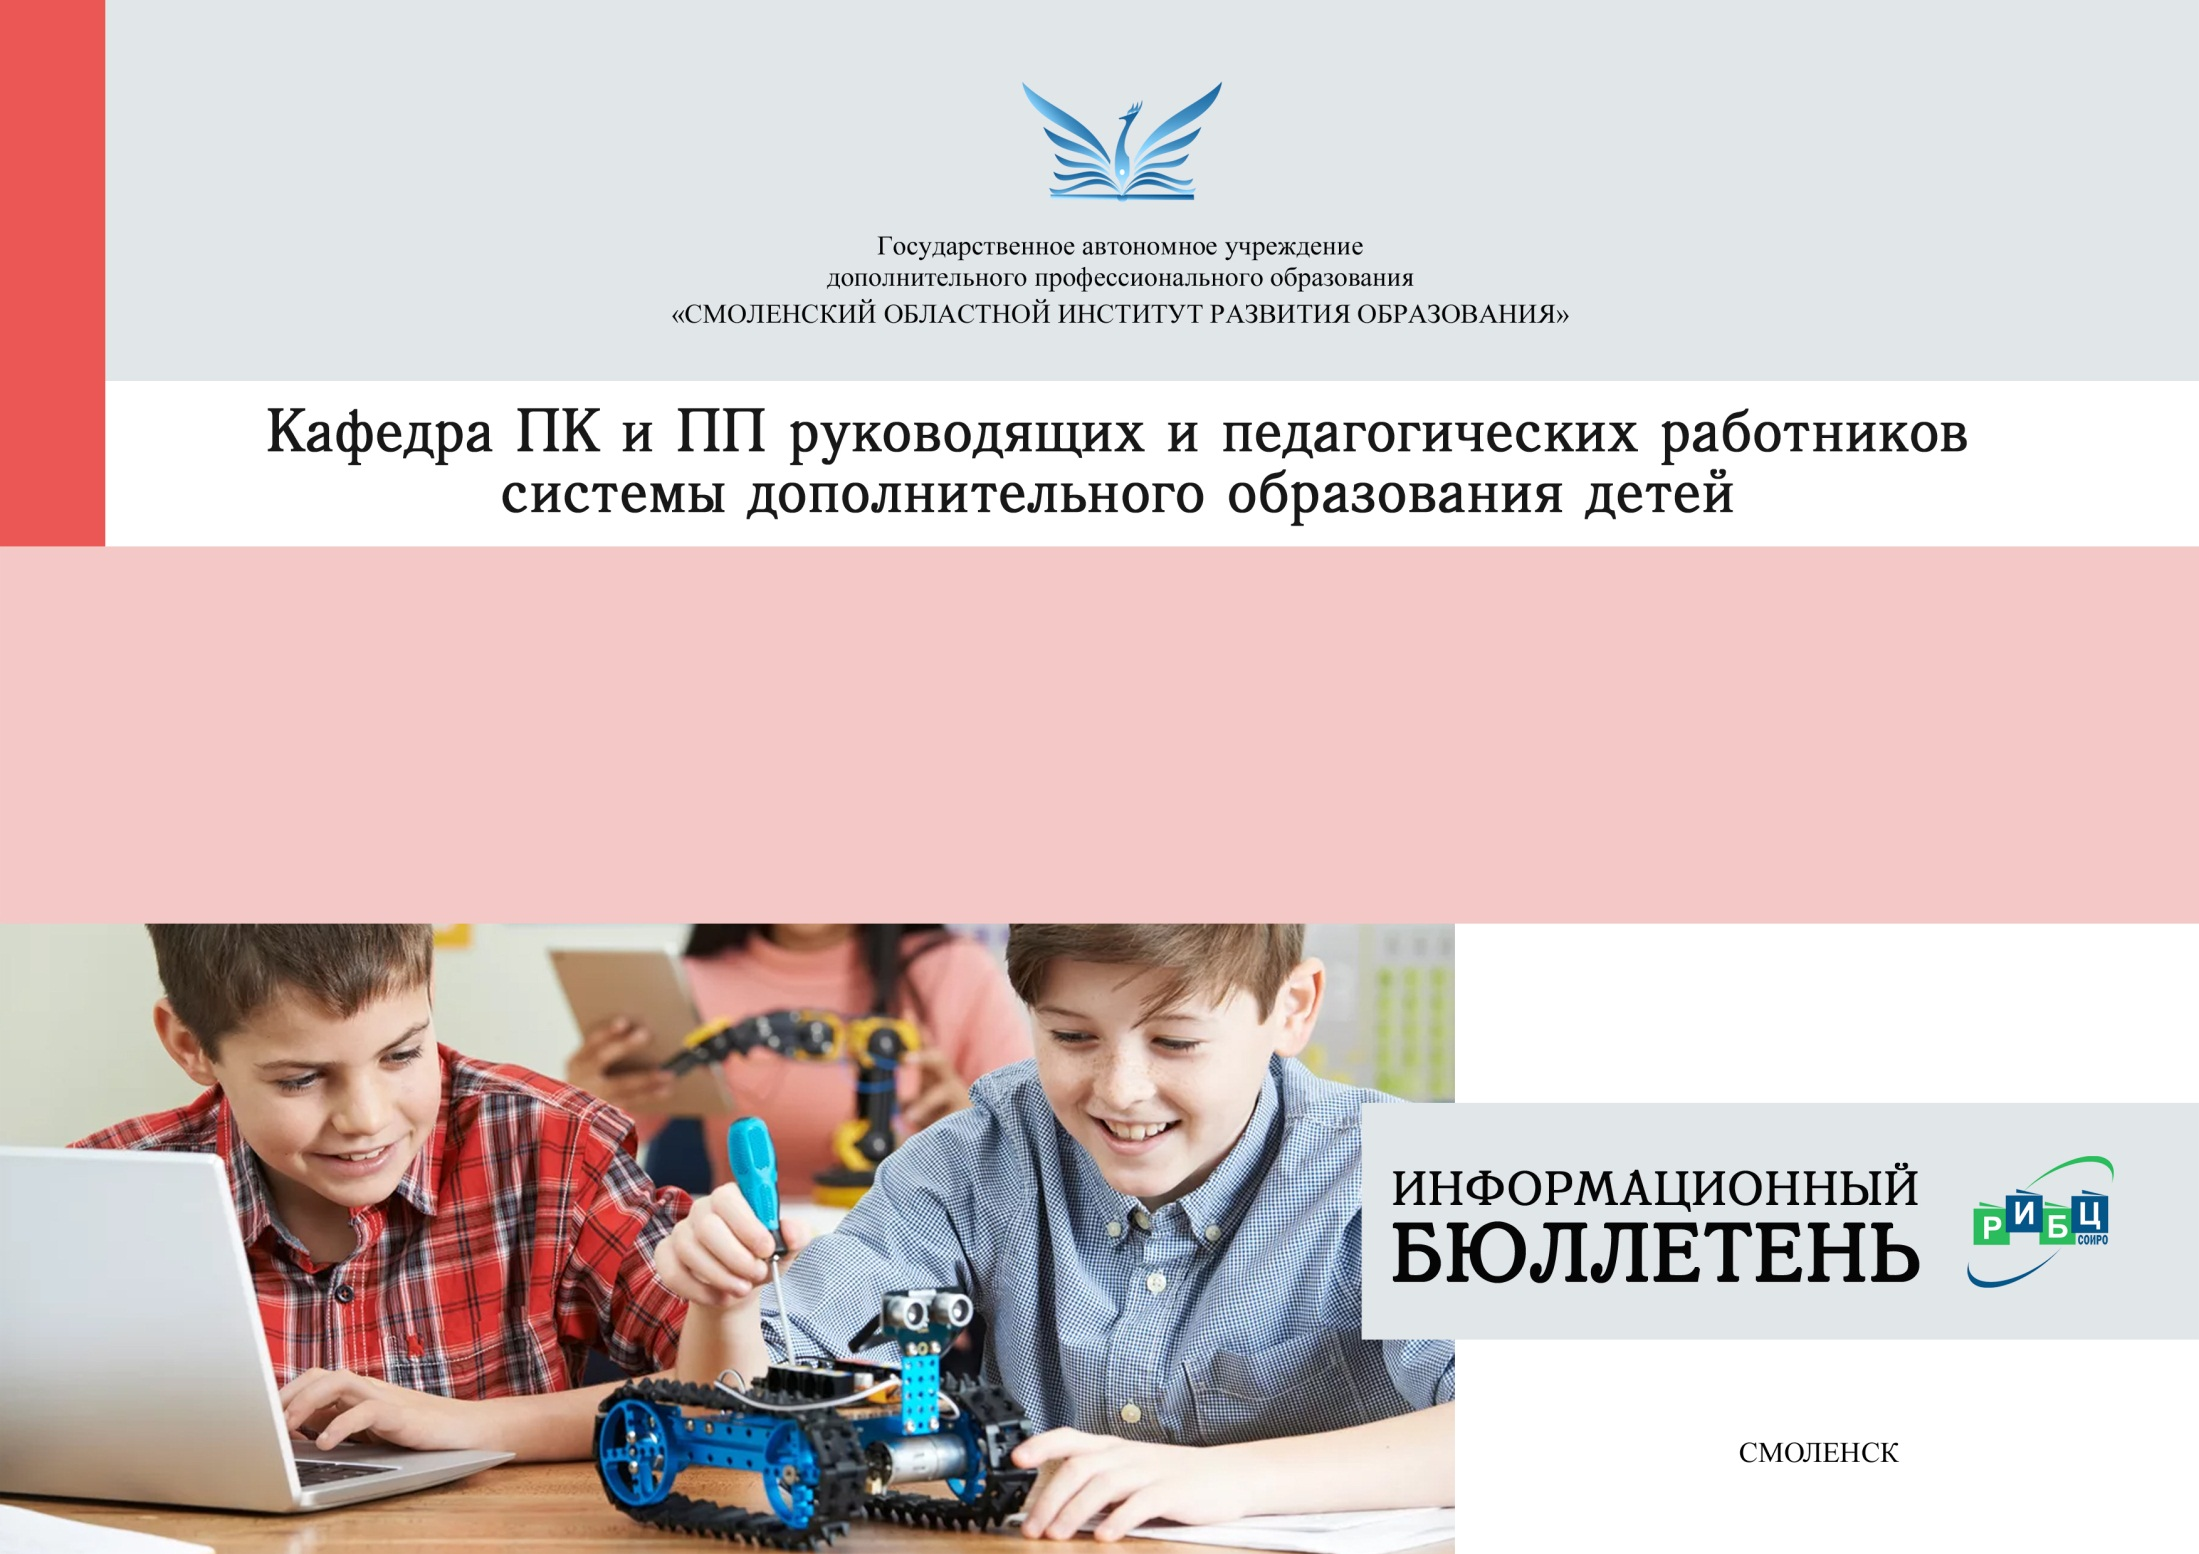 Государственное автономное учреждение
дополнительного профессионального образования
«СМОЛЕНСКИЙ ОБЛАСТНОЙ ИНСТИТУТ РАЗВИТИЯ ОБРАЗОВАНИЯ»
Кафедра ПК и ПП руководящих и педагогических работников
системы дополнительного образования детей
ИНФОРМАЦИОННЫЙ
БЮЛЛЕТЕНЬ
РИБЦ
СОИРО
СМОЛЕНСК